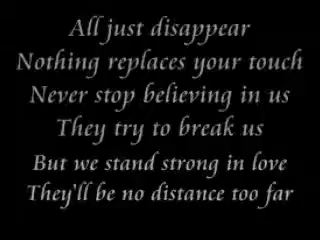 All just disappear
Nothing replaces your touch
Never stop believing in us
They try to break us
But we stand strong in love
They'll be no distance too far